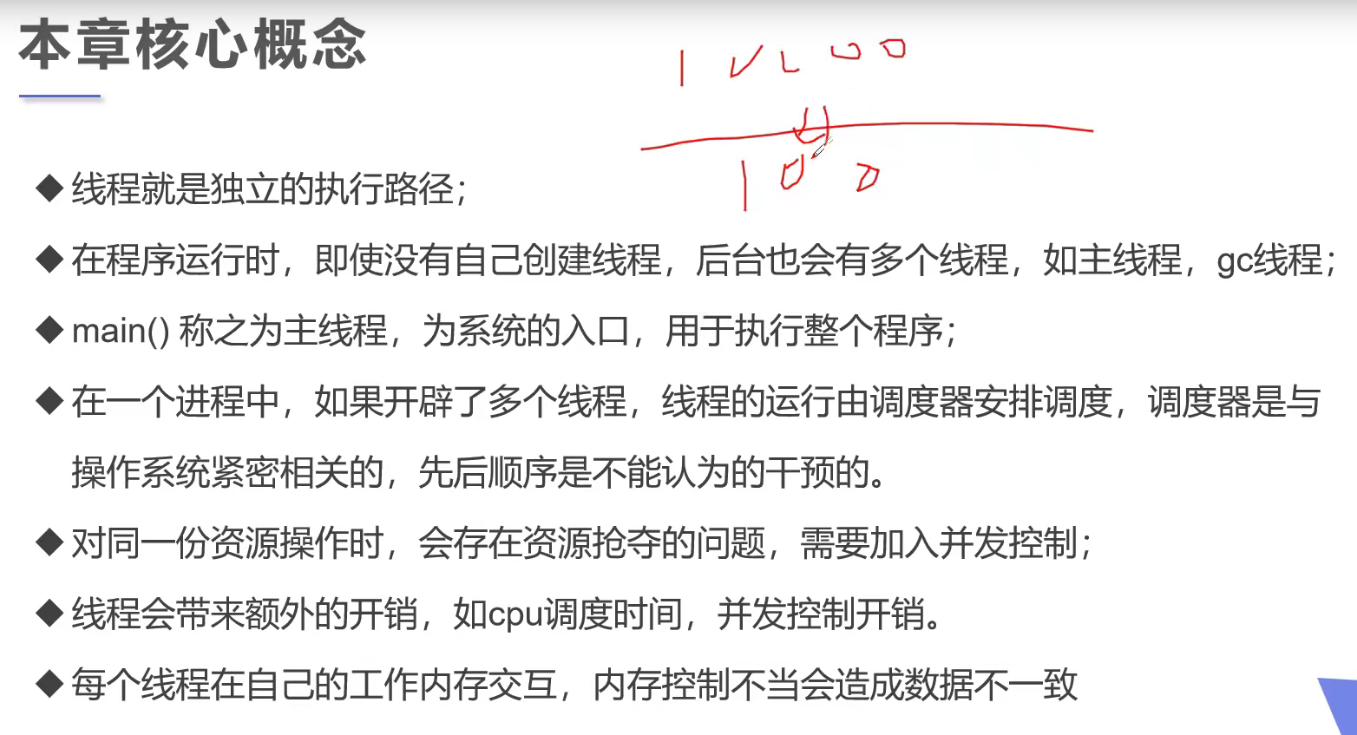 本章核心概念
◆线程就是独立的执行路径；
◆在程序运行时，即使没有自己创建线程，后台也会有多个线程，如主线程，gc线程；
◆main() 称之为主线程，为系统的入口，用于执行整个程序；
◆在一个进程中，如果开辟了多个线程，线程的运行由调度器安排调度，调度器是与
操作系统紧密相关的，先后顺序是不能认为的干预的。
◆对同一份资源操作时，会存在资源抢夺的问题，需要加入并发控制；
◆线程会带来额外的开销，如cpu调度时间，并发控制开销。
◆每个线程在自己的工作内存交互，内存控制不当会造成数据不一致